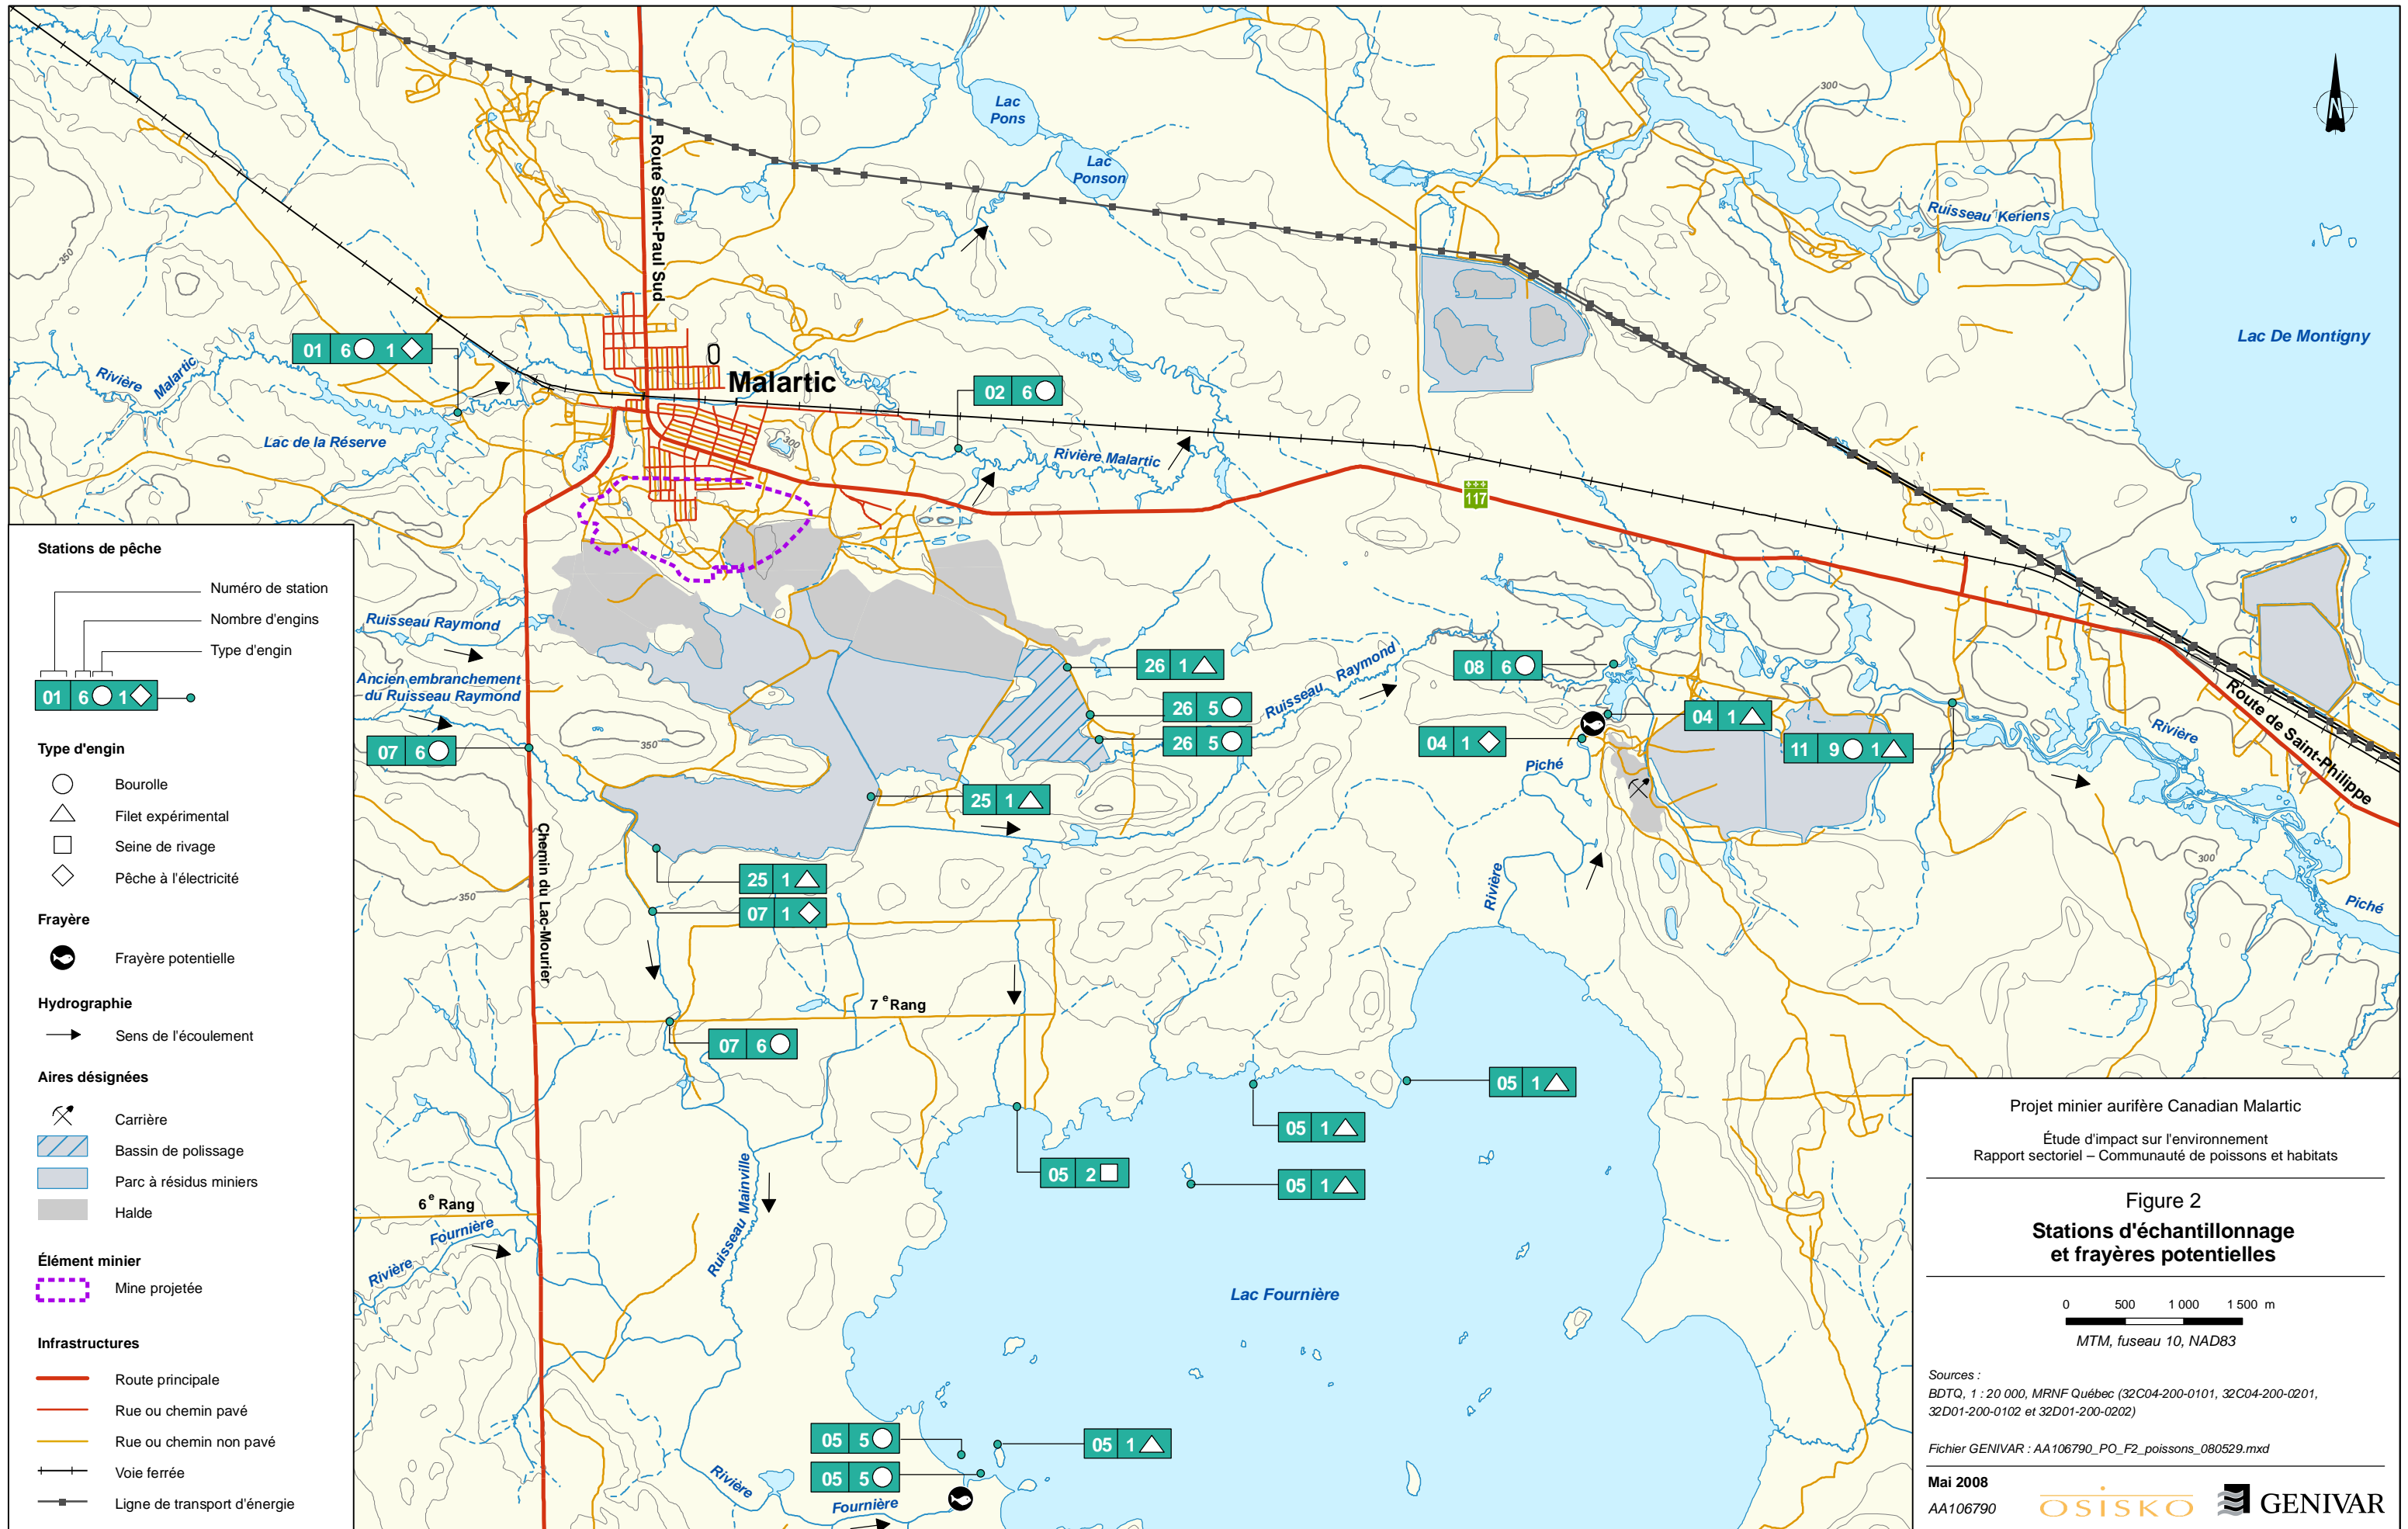 Lac
Pons
Lac
Ponson
300
Route Saint-Paul Sud
350
Ruisseau Keriens
Lac De Montigny
01 6 1
Rivière Malartic
Malartic
02 6
Lac de la Réserve
300
Rivière Malartic
117
Stations de pêche
Numéro de station
Nombre d'engins
Type d'engin
01 6 1
Type d'engin
Bourolle
Filet expérimental
Seine de rivage
Pêche à l'électricité
Frayère
Frayère potentielle
Hydrographie
Sens de l'écoulement
Aires désignées
Carrière
Bassin de polissage
Parc à résidus miniers
Halde
Élément minier
Mine projetée
Infrastructures
Route principale
Rue ou chemin pavé
Rue ou chemin non pavé
Voie ferrée
Ligne de transport d'énergie
Ruisseau Raymond
Ancien embranchement
du Ruisseau Raymond
07 6
350
350
26 1
26 5
26 5
Ruisseau Raymond
08 6
04 1
04 1
11 9 1
Piché
Rivière
Rivière
Piché
Route de Saint-Philippe
300
25 1
25 1
07 1
Chemin du Lac-Mourier
7 e Rang
07 6
05 1
05 1
05 2
05 1
6 e Rang
Rivière Fournière
Ruisseau Mainville
Lac Fournière
05 5
05 5
05 1
Rivière
Fournière
N
Projet minier aurifère Canadian Malartic
Étude d'impact sur l'environnement
Rapport sectoriel – Communauté de poissons et habitats
Figure 2
Stations d'échantillonnage
et frayères potentielles
0 500 1 000 1 500 m
MTM, fuseau 10, NAD83
Sources :
BDTQ, 1 : 20 000, MRNF Québec (32C04-200-0101, 32C04-200-0201,
32D01-200-0102 et 32D01-200-0202)
Fichier GENIVAR : AA106790_PO_F2_poissons_080529.mxd
Mai 2008
AA106790
OSISKO
GENIVAR